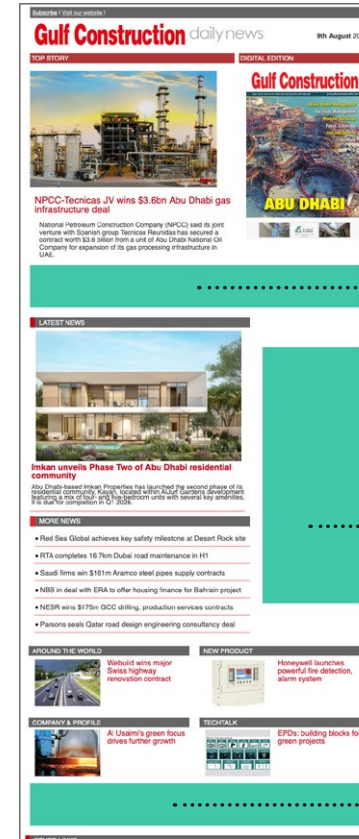 Subscribe | Visit our website |
Gulf Construction daily news
9th August 20
TOP STORY
DIGITAL EDITION
Gulf Construction
ABU DHABI
NPCC-Tecnicas JV wins $3.6bn Abu Dhabi gas
infrastructure deal
National Petroleum Construction Company (NPCC) said its joint
venture with Spanish group Tecnicas Reunidas has secured a
contract worth $3.6 billion from a unit of Abu Dhabi National Oil
Company for expansion of its gas processing infrastructure in
UAE.
LATEST NEWS
Imkan unveils Phase Two of Abu Dhabi residential
community
Abu Dhabi-based Imkan Properties has launched the second phase of its
residential community, Kayan, located within AlJurf Gardens development
featuring a mix of four- and five-bedroom units with several key amenities.
It is due for completion in Q1 2026.
MORE NEWS
• Red Sea Global achieves key safety milestone at Desert Rock site
• RTA completes 16.7km Dubai road maintenance in H1
• Saudi firms win $161m Aramco steel pipes supply contracts
• NBB in deal with ERA to offer housing finance for Bahrain project
• NESR wins $175m GCC drilling, production services contracts
• Parsons seals Qatar road design engineering consultancy deal
AROUND THE WORLD
Webuild wins major
Swiss highway
renovation contract
NEW PRODUCT
Honeywell launches
powerful fire detection,
alarm system
COMPANY & PROFILE
Al Usaimi's green focus
drives further growth
TECHTALK
EPDs: building blocks for
green projects